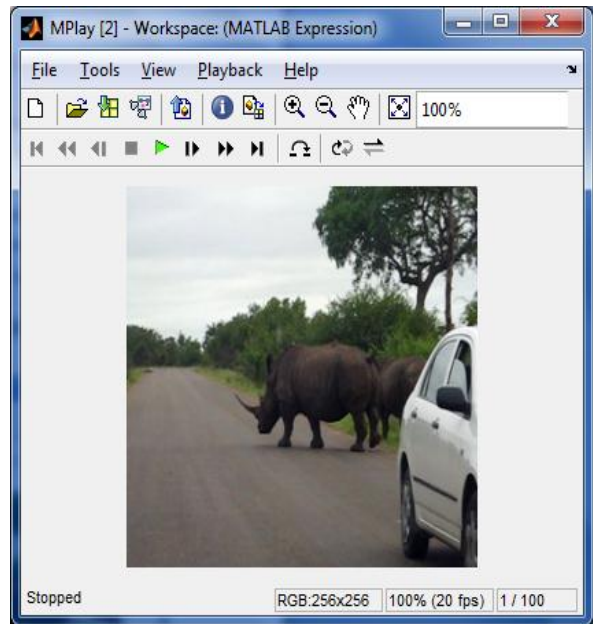 MPlay [2] - Workspace: (MATLAB Expression)
File Tools View Playback Help
100%
Stopped RGB:256x256 100% (20 fps) 1 / 100